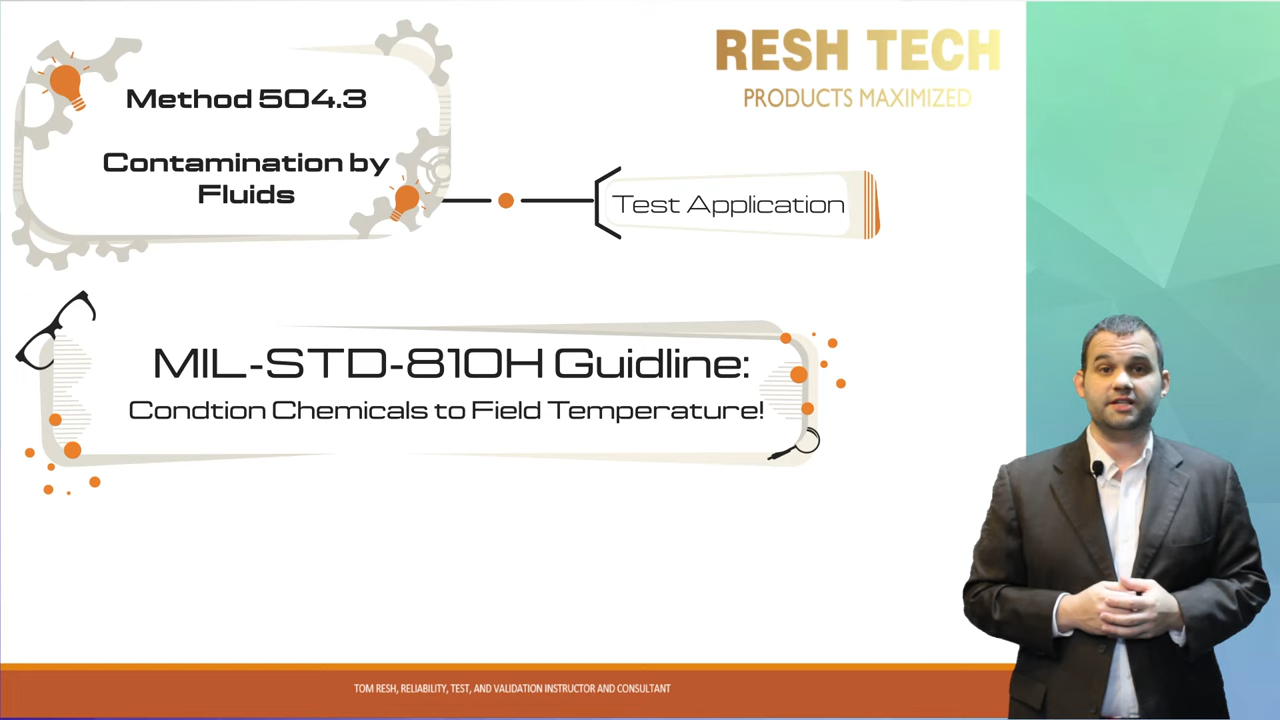 RESH TECH
PRODUCTS MAXIMIZED
Method 504.3
Contamination by
Fluids
Test Application
MIL-STD-810H Guidline:
Condtion Chemicals to Field Temperature!
TOM RESH, RELIABILITY, TEST, AND VALIDATION INSTRUCTOR AND CONSULTANT